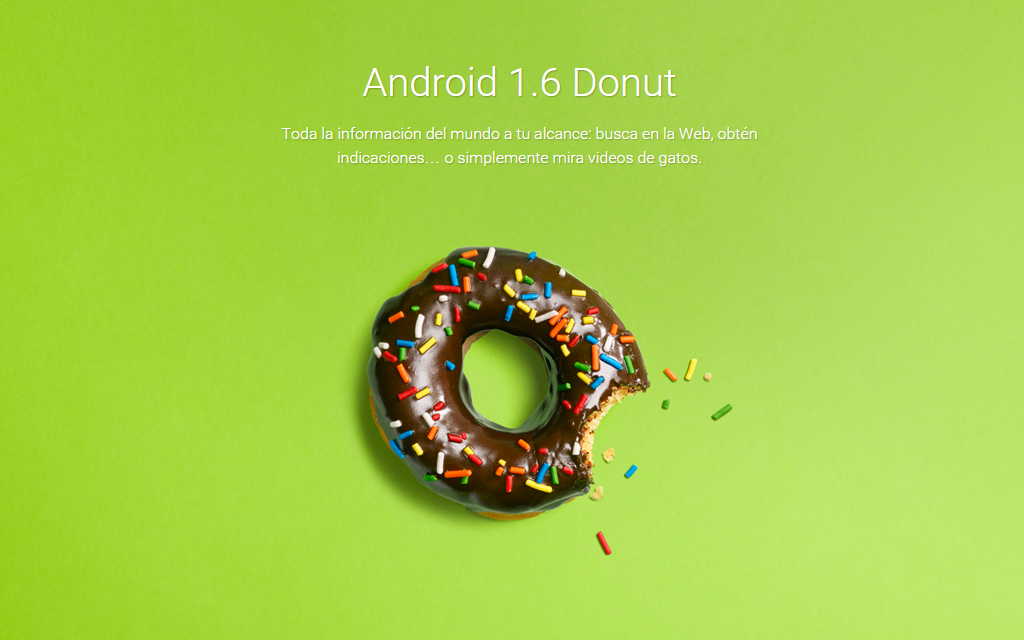 Android 1.6 Donut
Toda la información del mundo a tu alcance: busca en la Web, obtén
indicaciones… o simplemente mira videos de gatos.